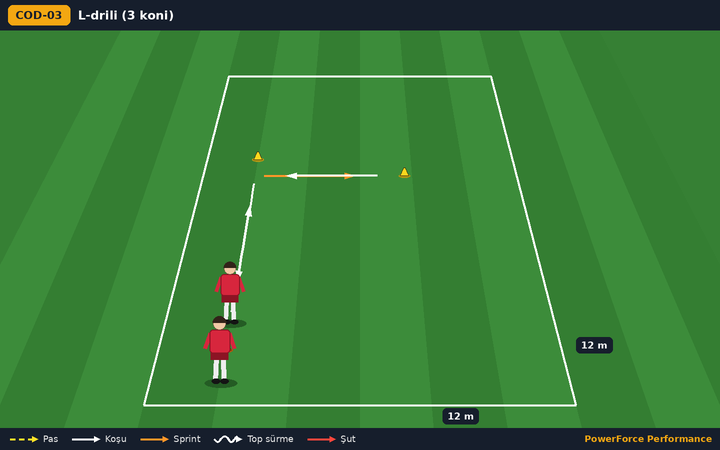 COD-03 L-drili (3 koni)
12 m
12 m
Pas Koşu Sprint Top sürme Şut PowerForce Performance